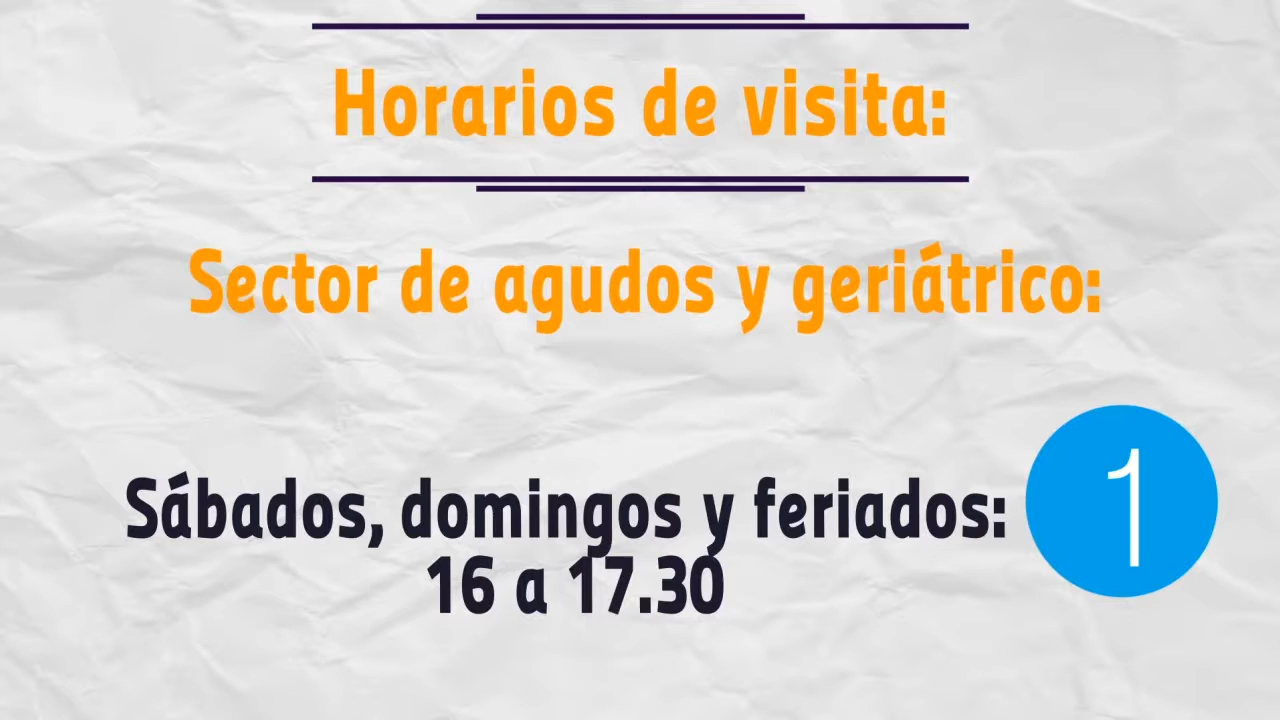 Horarios de visita:
Sector de agudos y geriátrico:
Sábados, domingos y feriados:
16 a 17.30
1